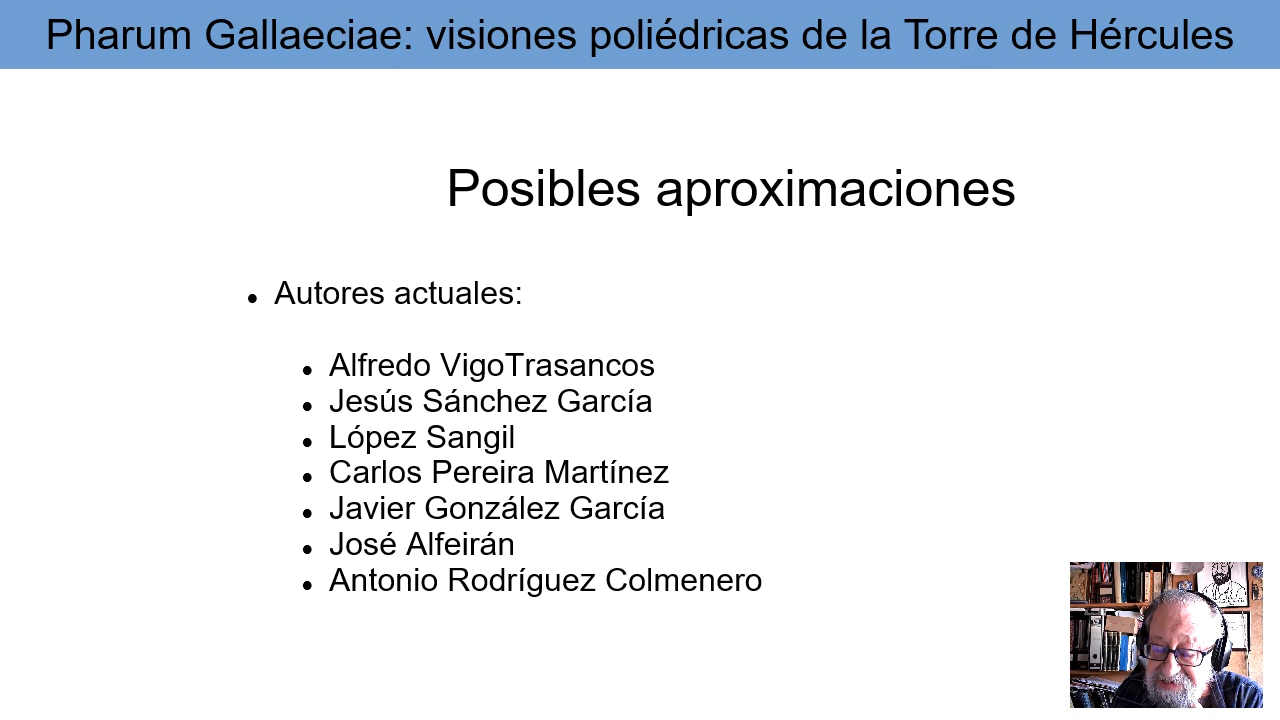 Pharum Gallaeciae: visiones poliédricas de la Torre de Hércules
Posibles aproximaciones
• Autores actuales:
• Alfredo VigoTrasancos
• Jesús Sánchez García
• López Sangil
• Carlos Pereira Martínez
• Javier González García
• José Alfeirán
• Antonio Rodríguez Colmenero